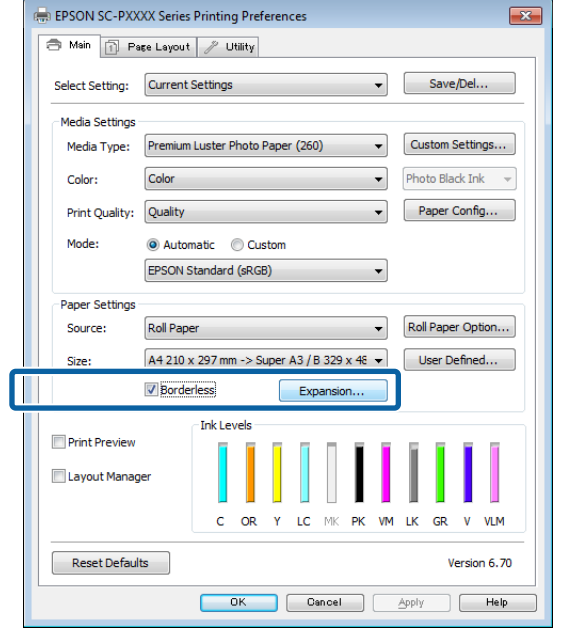 EPSON SC-PXXXX Series Printing Preferences
Main Page Layout Utility
Select Setting: Current Settings Save/Del...
Media Settings
Media Type: Premium Luster Photo Paper (260) Custom Settings...
Color: Color Photo Black Ink
Print Quality: Quality Paper Config...
Mode: Automatic Custom
EPSON Standard (sRGB)
Paper Settings
Source: Roll Paper Roll Paper Option...
Size: A4 210 x 297 mm -> Super A3 / B 329 x 48 User Defined...
Borderless Expansion...
Ink Levels
Print Preview
Layout Manager
C OR Y LC MK PK VM LK GR V VLM
Reset Defaults Version 6.70
OK Cancel Apply Help